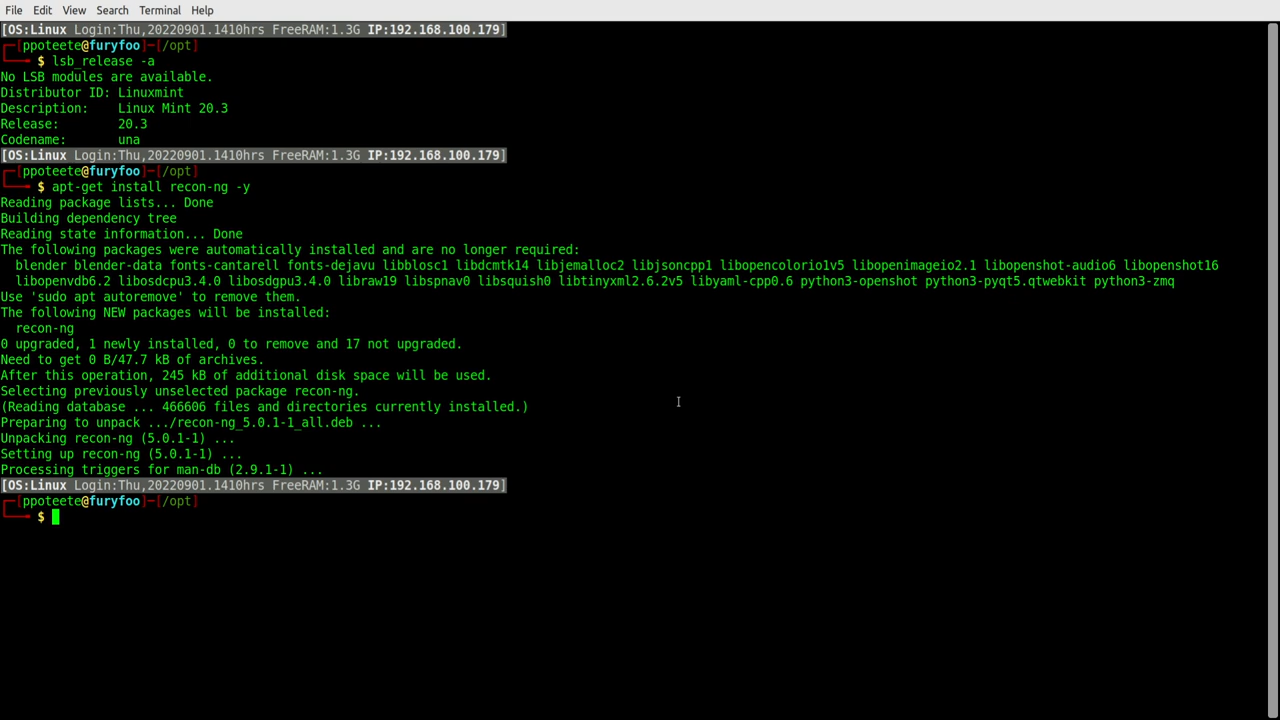 File Edit View Search Terminal Help
[OS:Linux Login:Thu,20220901.1410hrs FreeRAM:1.3G IP:192.168.100.179]
[ppoteete@furyfoo]-[/opt]
$ lsb_release -a
No LSB modules are available.
Distributor ID: Linuxmint
Description: Linux Mint 20.3
Release: 20.3
Codename: una
[OS:Linux Login:Thu,20220901.1410hrs FreeRAM:1.3G IP:192.168.100.179]
[ppoteete@furyfoo]-[/opt]
$ apt-get install recon-ng -y
Reading package lists... Done
Building dependency tree
Reading state information... Done
The following packages were automatically installed and are no longer required:
blender blender-data fonts-cantarell fonts-dejavu libblosc1 libdcmtk14 libjemalloc2 libjsoncpp1 libopencolorio1v5 libopenimageio2.1 libopenshot-audio6 libopenshot16
libopenvdb6.2 libosdcpu3.4.0 libosdgpu3.4.0 libraw19 libspnav0 libsquish0 libtinyxml2.6.2v5 libyaml-cpp0.6 python3-openshot python3-pyqt5.qtwebkit python3-zmq
Use 'sudo apt autoremove' to remove them.
The following NEW packages will be installed:
recon-ng
0 upgraded, 1 newly installed, 0 to remove and 17 not upgraded.
Need to get 0 B/47.7 kB of archives.
After this operation, 245 kB of additional disk space will be used.
Selecting previously unselected package recon-ng.
(Reading database ... 466606 files and directories currently installed.)
Preparing to unpack .../recon-ng_5.0.1-1_all.deb ...
Unpacking recon-ng (5.0.1-1) ...
Setting up recon-ng (5.0.1-1) ...
Processing triggers for man-db (2.9.1-1) ...
[OS:Linux Login:Thu,20220901.1410hrs FreeRAM:1.3G IP:192.168.100.179]
[ppoteete@furyfoo]-[/opt]
$